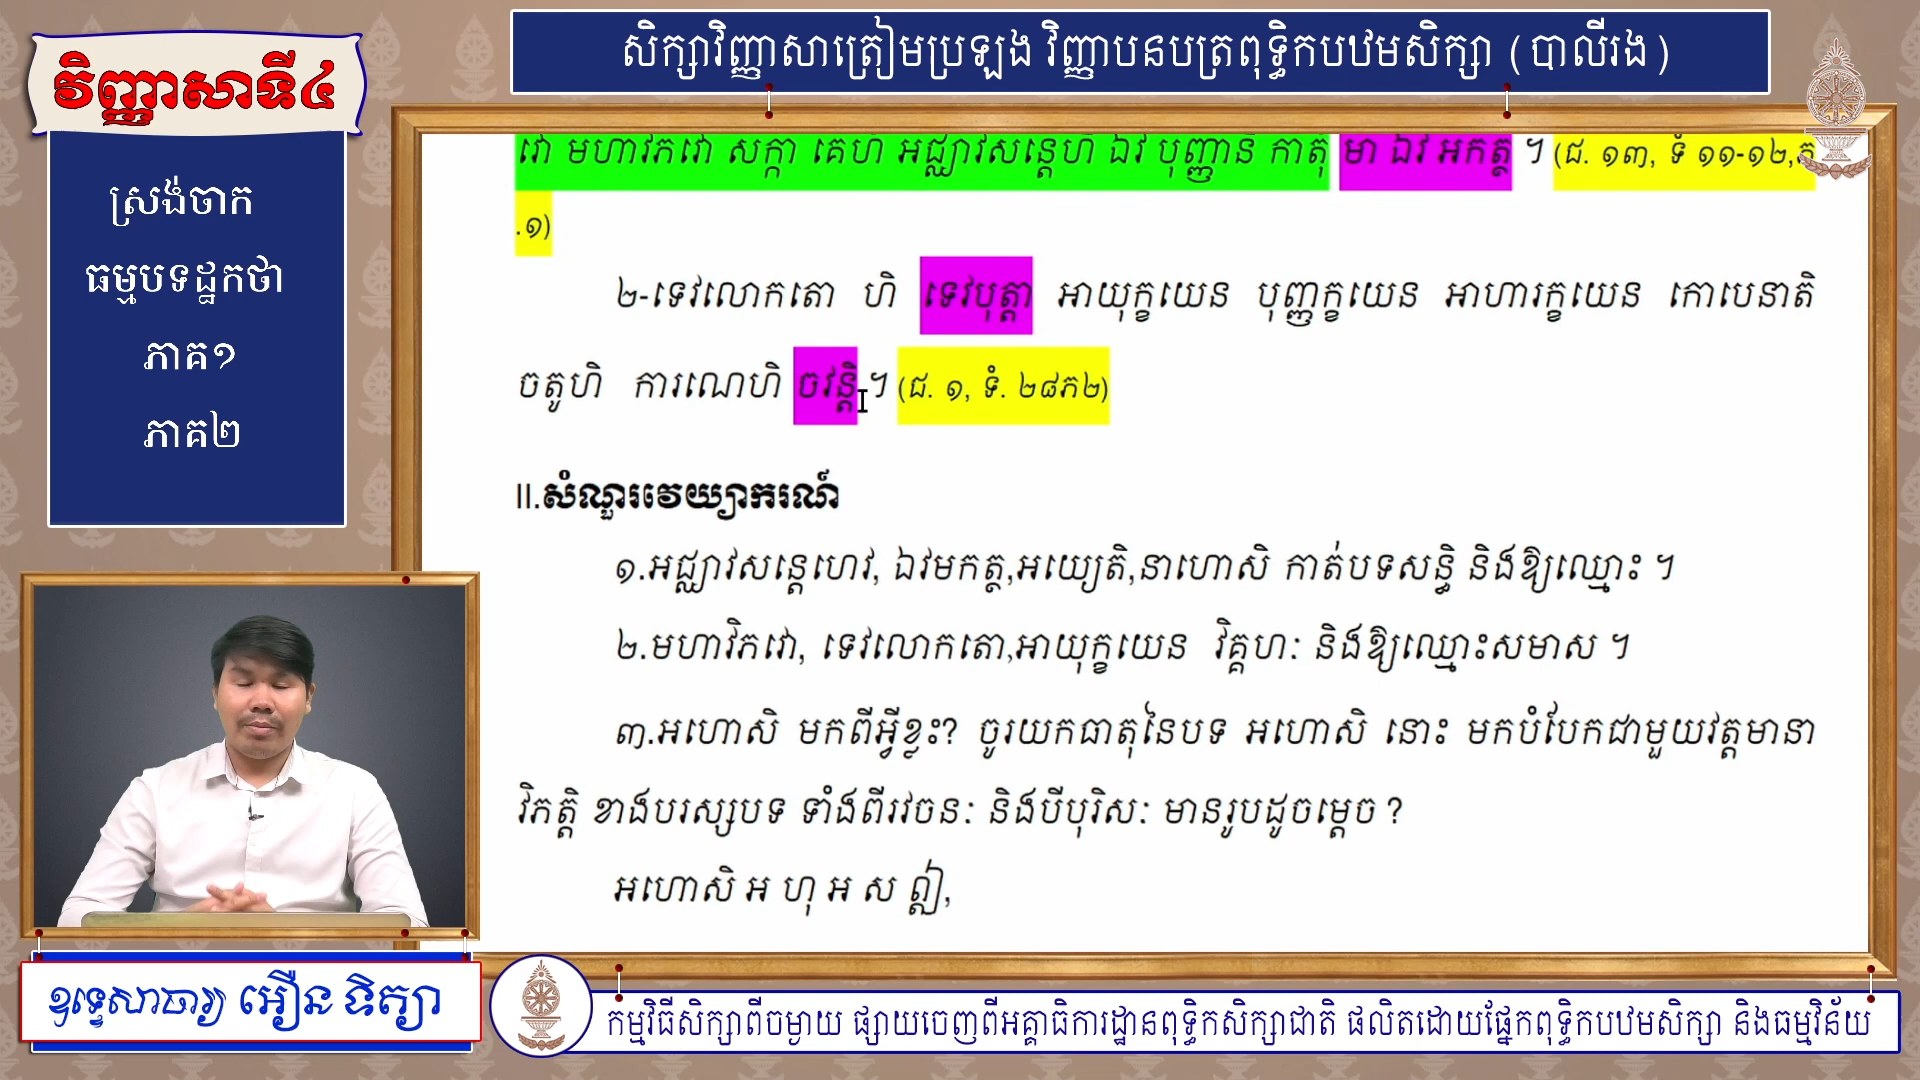 សិក្សាវិញ្ញាសាត្រៀមប្រឡង វិញ្ញាបនបត្រពុទ្ធិកបឋមសិក្សា (បាលីរង)
វិញ្ញាសាទី៤
ស្រង់ចាក
ធម្មបទដ្ឋកថា
ភាគ១
ភាគ២
វោ មហាវិភវោ សក្កា គេហំ អជ្ឈាវសន្តេហិ ឯវ បុញ្ញានិ កាតុំ មា ឯវំ អកត្ថ ។ (ជ. ១៣, ទំ ១១-១២,ភ
.១)
២-ទេវលោកតោ ហិ ទេវបុត្តា អាយុក្ខយេន បុញ្ញក្ខយេន អាហារក្ខយេន កោបេនាតិ
ចតូហិ ការណេហិ ចវន្តិ ។ (ជ. ១, ទំ. ២៨ភ២)
II.សំណួរវេយ្យាករណ៍
១.អជ្ឈាវសន្តេហេវ, ឯវមកត្ថ,អយ្យេតិ,នាហោសិ កាត់បទសន្ធិ និងឱ្យឈ្មោះ ។
២.មហាវិភវោ, ទេវលោកតោ,អាយុក្ខយេន វិគ្គហៈ និងឱ្យឈ្មោះសមាស ។
៣.អហោសិ មកពីអ្វីខ្លះ? ចូរយកធាតុនៃបទ អហោសិ នោះ មកបំបែកជាមួយវត្តមានា
វិភត្តិ ខាងបរស្សបទ ទាំងពីរវចនៈ និងបីបុរិសៈ មានរូបដូចម្តេច ?
អហោសិ អ ហុ អ ស ឦ,
ឧទ្ទេសាចារ្យ អឿន ទិត្យា
កម្មវិធីសិក្សាពីចម្ងាយ ផ្សាយចេញពីអគ្គាធិការដ្ឋានពុទ្ធិកសិក្សាជាតិ ផលិតដោយផ្នែកពុទ្ធិកបឋមសិក្សា និងធម្មវិន័យ